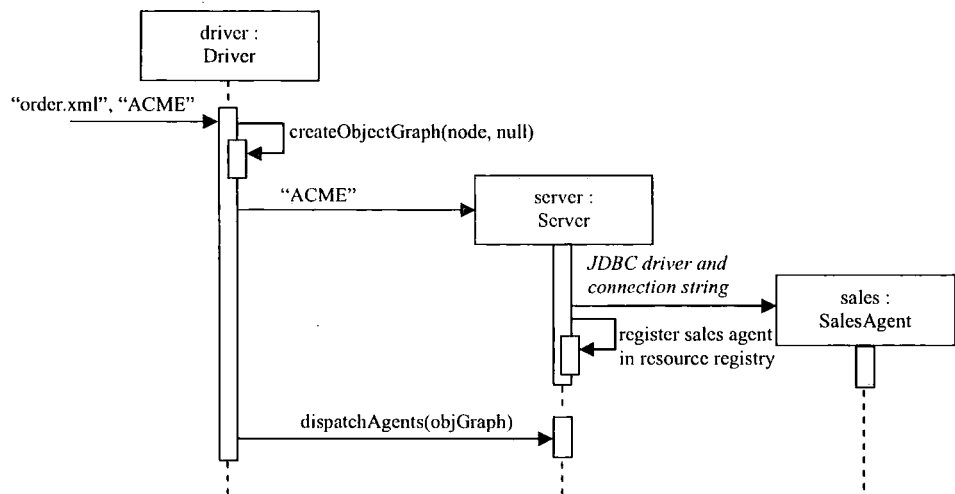 driver :
Driver
“order.xml”, “ACME”
createObjectGraph(node, null)
“ACME”
server :
Server
JDBC driver and
connection string
sales :
SalesAgent
register sales agent
in resource registry
dispatchAgents(objGraph)